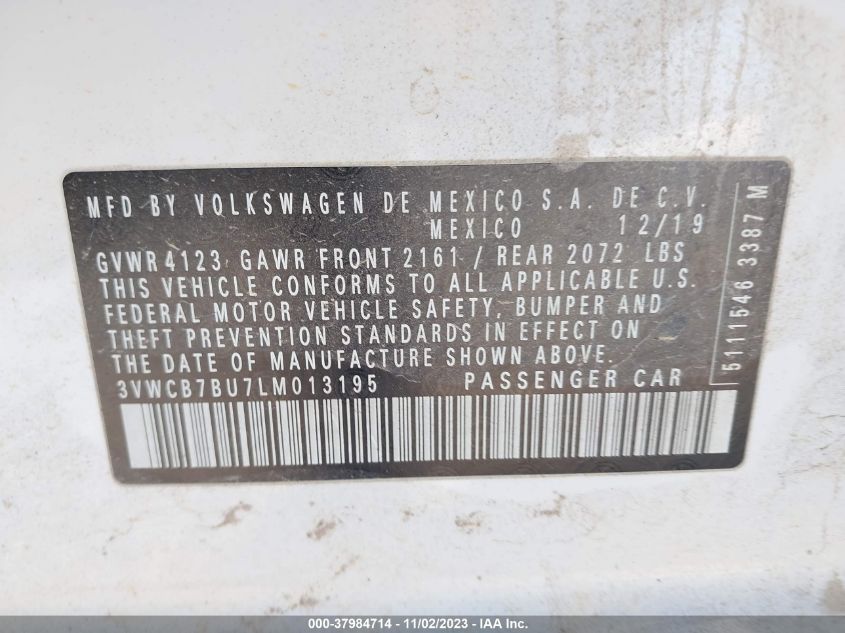 MFD BY VOLKSWAGEN DE MEXICO S.A. DE C.V.
MEXICO 12/19
GVWR 4123 GAWR FRONT 2161 / REAR 2072 LBS
THIS VEHICLE CONFORMS TO ALL APPLICABLE U.S.
FEDERAL MOTOR VEHICLE SAFETY, BUMPER AND
THEFT PREVENTION STANDARDS IN EFFECT ON
THE DATE OF MANUFACTURE SHOWN ABOVE.
3VWCB7BU7LM013195 PASSENGER CAR
5111546 3387 M
000-37984714 - 11/02/2023 - IAA Inc.